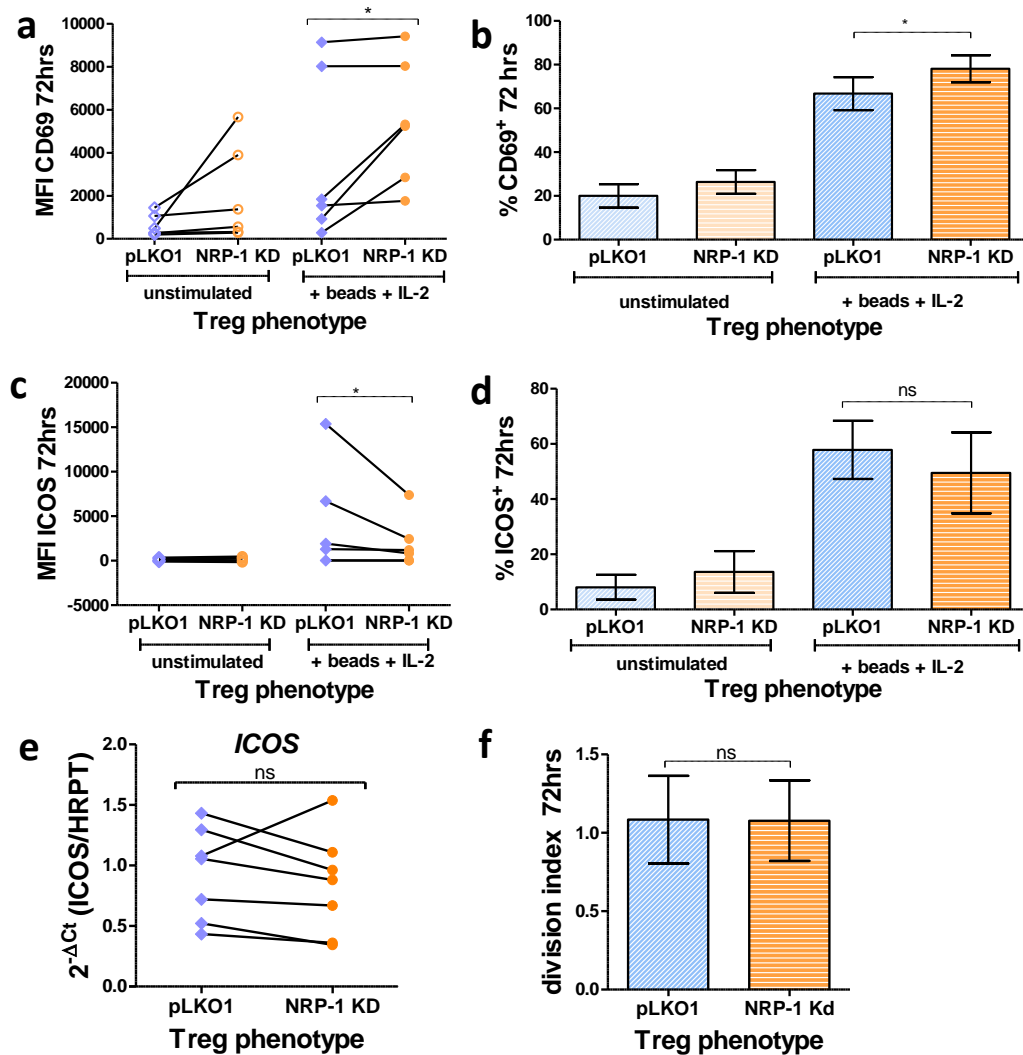 a
MFI CD69 72hrs
10000
8000
6000
4000
2000
0
*
pLKO1 NRP-1 KD pLKO1 NRP-1 KD
unstimulated + beads + IL-2
Treg phenotype
b
% CD69+ 72 hrs
100
80
60
40
20
0
*
pLKO1 NRP-1 KD pLKO1 NRP-1 KD
unstimulated + beads + IL-2
Treg phenotype
c
MFI ICOS 72hrs
20000
15000
10000
5000
0
-5000
*
pLKO1 NRP-1 KD pLKO1 NRP-1 KD
unstimulated + beads + IL-2
Treg phenotype
d
% ICOS+ 72hrs
80
60
40
20
0
ns
pLKO1 NRP-1 KD pLKO1 NRP-1 KD
unstimulated + beads + IL-2
Treg phenotype
e
ICOS
2-ΔCt (ICOS/HRPT)
2.0
1.5
1.0
0.5
0.0
ns
pLKO1 NRP-1 KD
Treg phenotype
f
division index 72hrs
1.5
1.0
0.5
0.0
ns
pLKO1 NRP-1 Kd
Treg phenotype